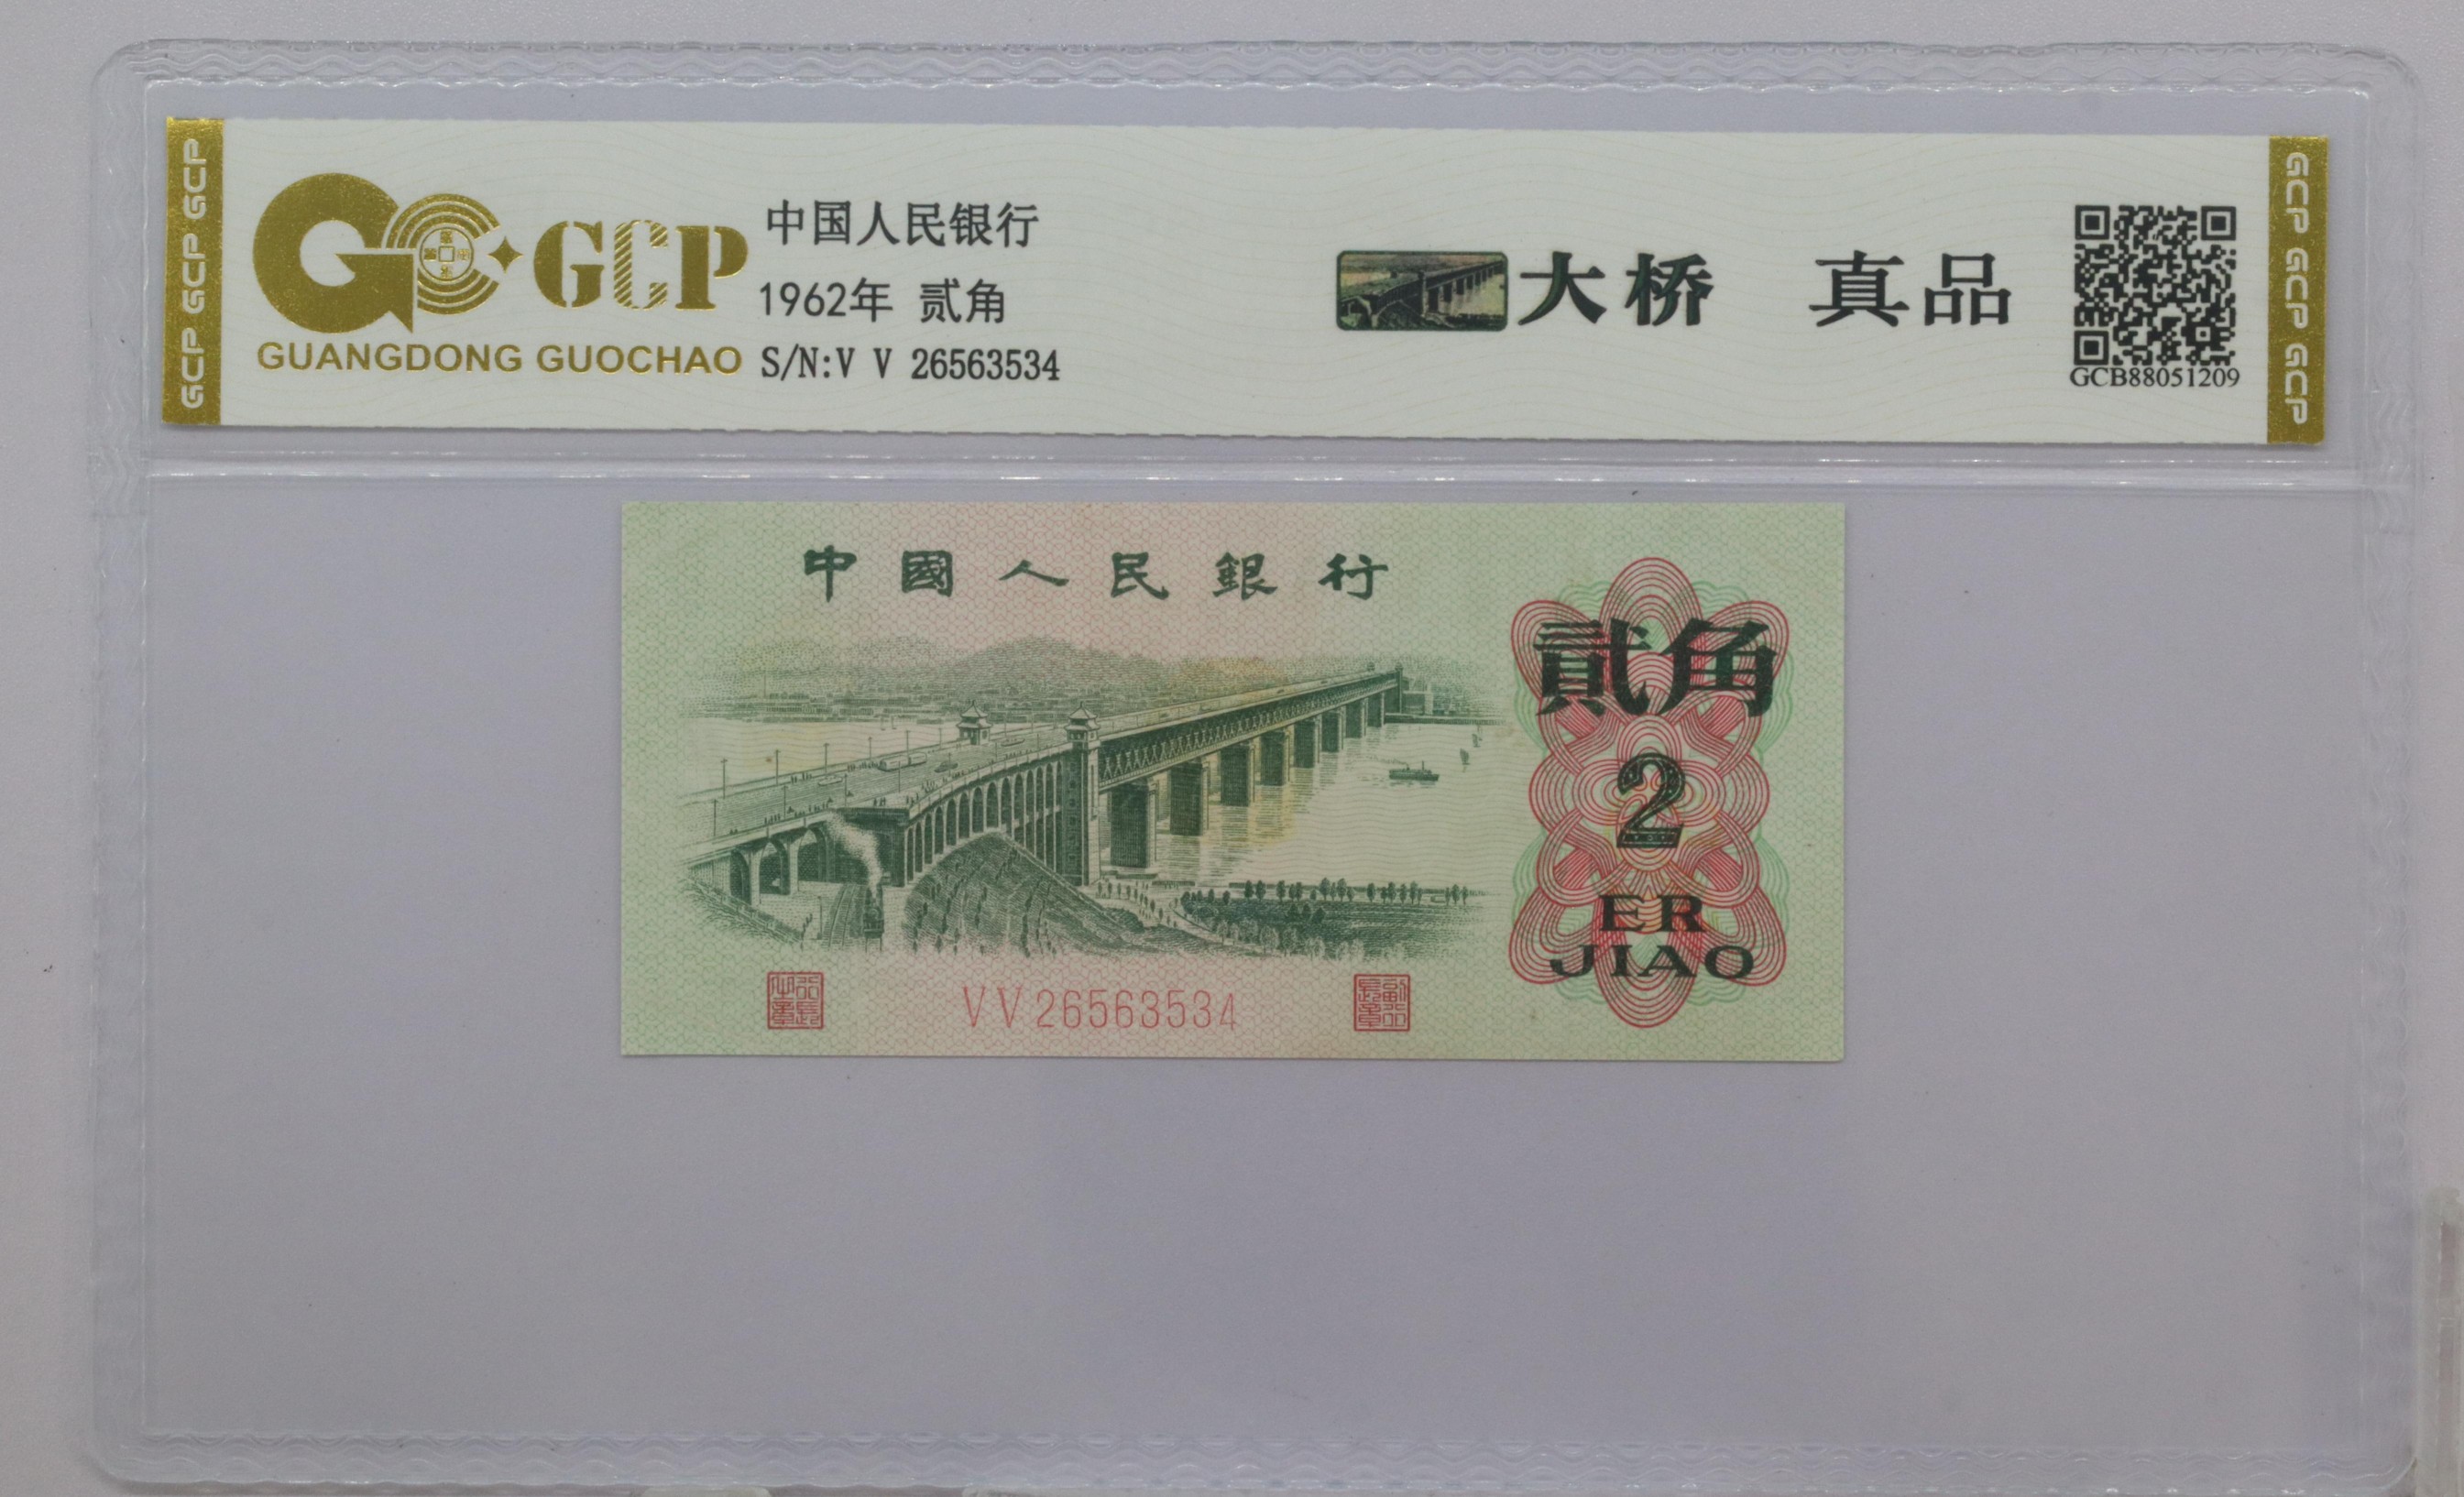 GCP GCP GCP
GCP
GUANGDONG GUOCHAO
中国人民银行
1962年 贰角
S/N:V V 26563534
大桥 真品
GCB88051209
GCP GCP GCP
中國人民銀行
貳角
2
ER
JIAO
VV26563534